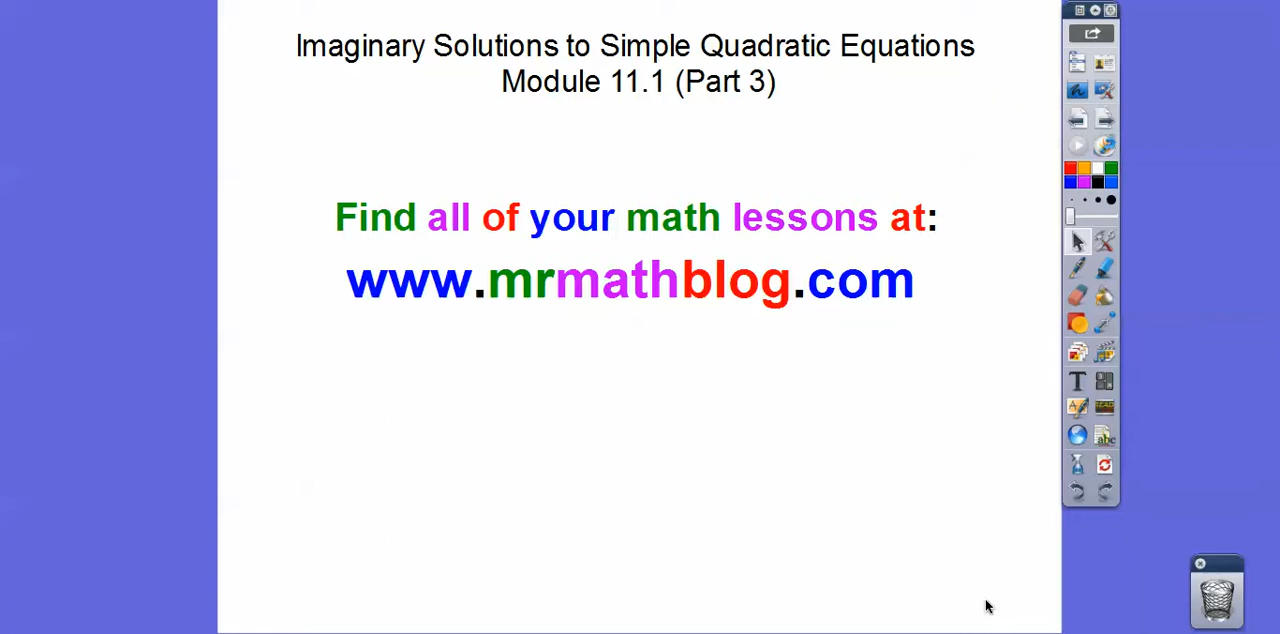 Imaginary Solutions to Simple Quadratic Equations
Module 11.1 (Part 3)
Find all of your math lessons at:
www.mrmathblog.com